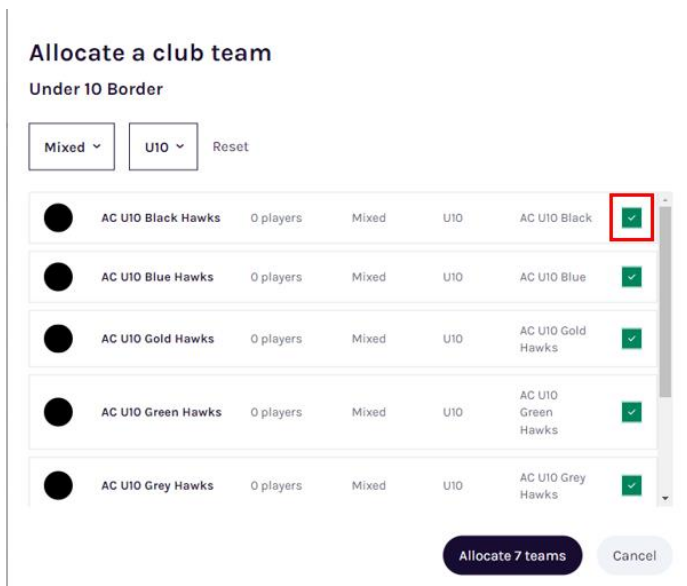 Allocate a club team
Under 10 Border
Mixed U10 Reset
AC U10 Black Hawks 0 players Mixed U10 AC U10 Black
AC U10 Blue Hawks 0 players Mixed U10 AC U10 Blue
AC U10 Gold Hawks 0 players Mixed U10 AC U10 Gold
Hawks
AC U10 Green Hawks 0 players Mixed U10 AC U10
Green
Hawks
AC U10 Grey Hawks 0 players Mixed U10 AC U10 Grey
Hawks
Allocate 7 teams Cancel